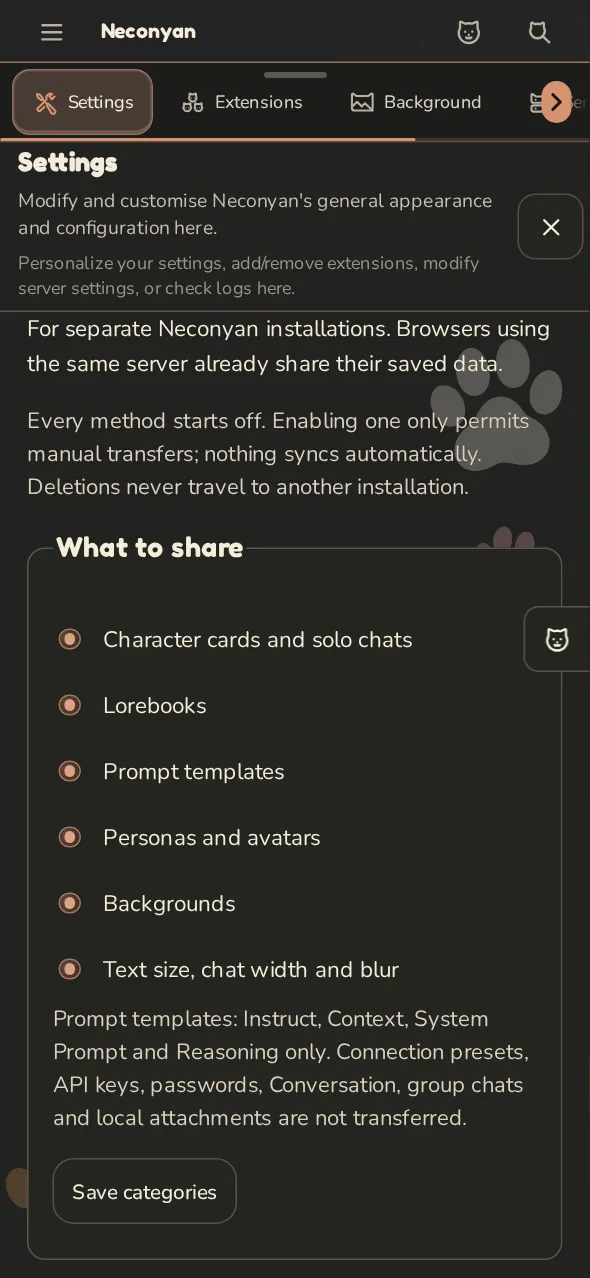 Neconyan
Settings
Extensions
Background
Settings
Modify and customise Neconyan's general appearance
and configuration here.
Personalize your settings, add/remove extensions, modify
server settings, or check logs here.
For separate Neconyan installations. Browsers using
the same server already share their saved data.
Every method starts off. Enabling one only permits
manual transfers; nothing syncs automatically.
Deletions never travel to another installation.
What to share
Character cards and solo chats
Lorebooks
Prompt templates
Personas and avatars
Backgrounds
Text size, chat width and blur
Prompt templates: Instruct, Context, System
Prompt and Reasoning only. Connection presets,
API keys, passwords, Conversation, group chats
and local attachments are not transferred.
Save categories